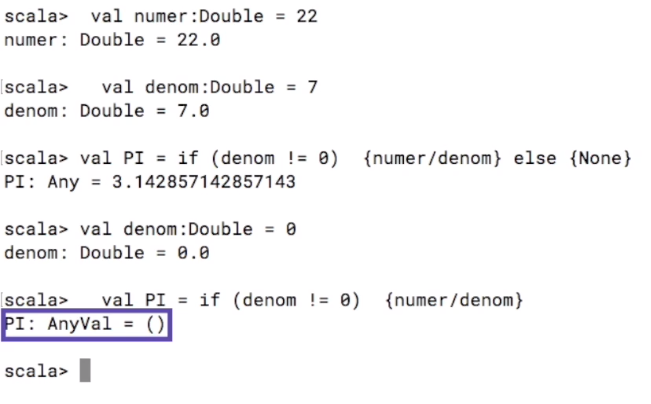 scala>  val numer:Double = 22
numer: Double = 22.0
scala>   val denom:Double = 7
denom: Double = 7.0
scala> val PI = if (denom != 0)  {numer/denom} else {None}
PI: Any = 3.142857142857143
scala> val denom:Double = 0
denom: Double = 0.0
scala>   val PI = if (denom != 0)  {numer/denom}
PI: AnyVal = ()
scala>